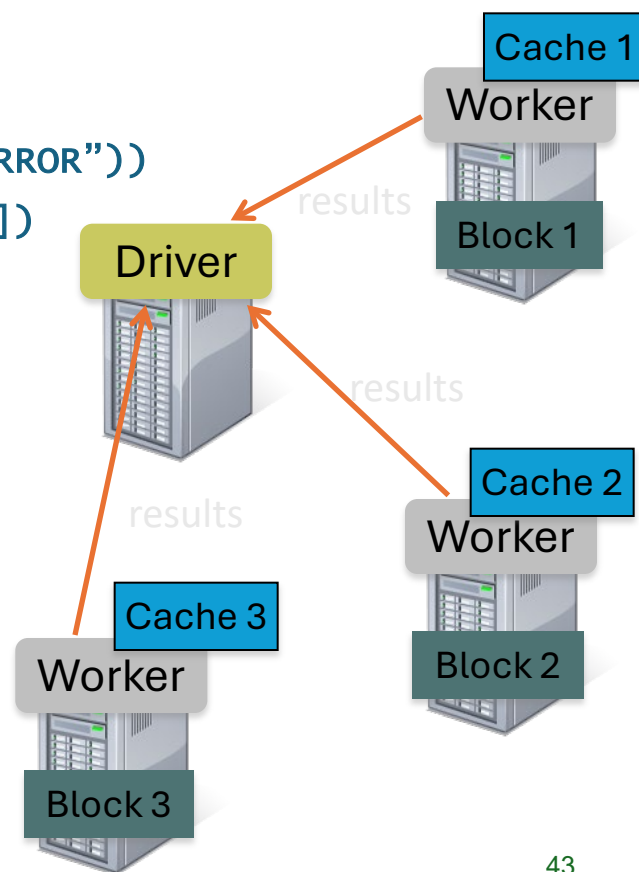 Cache 1
Worker
RROR”))
results
])
Block 1
Driver
results
Cache 2
results
Worker
Cache 3
Block 2
Worker
Block 3
43